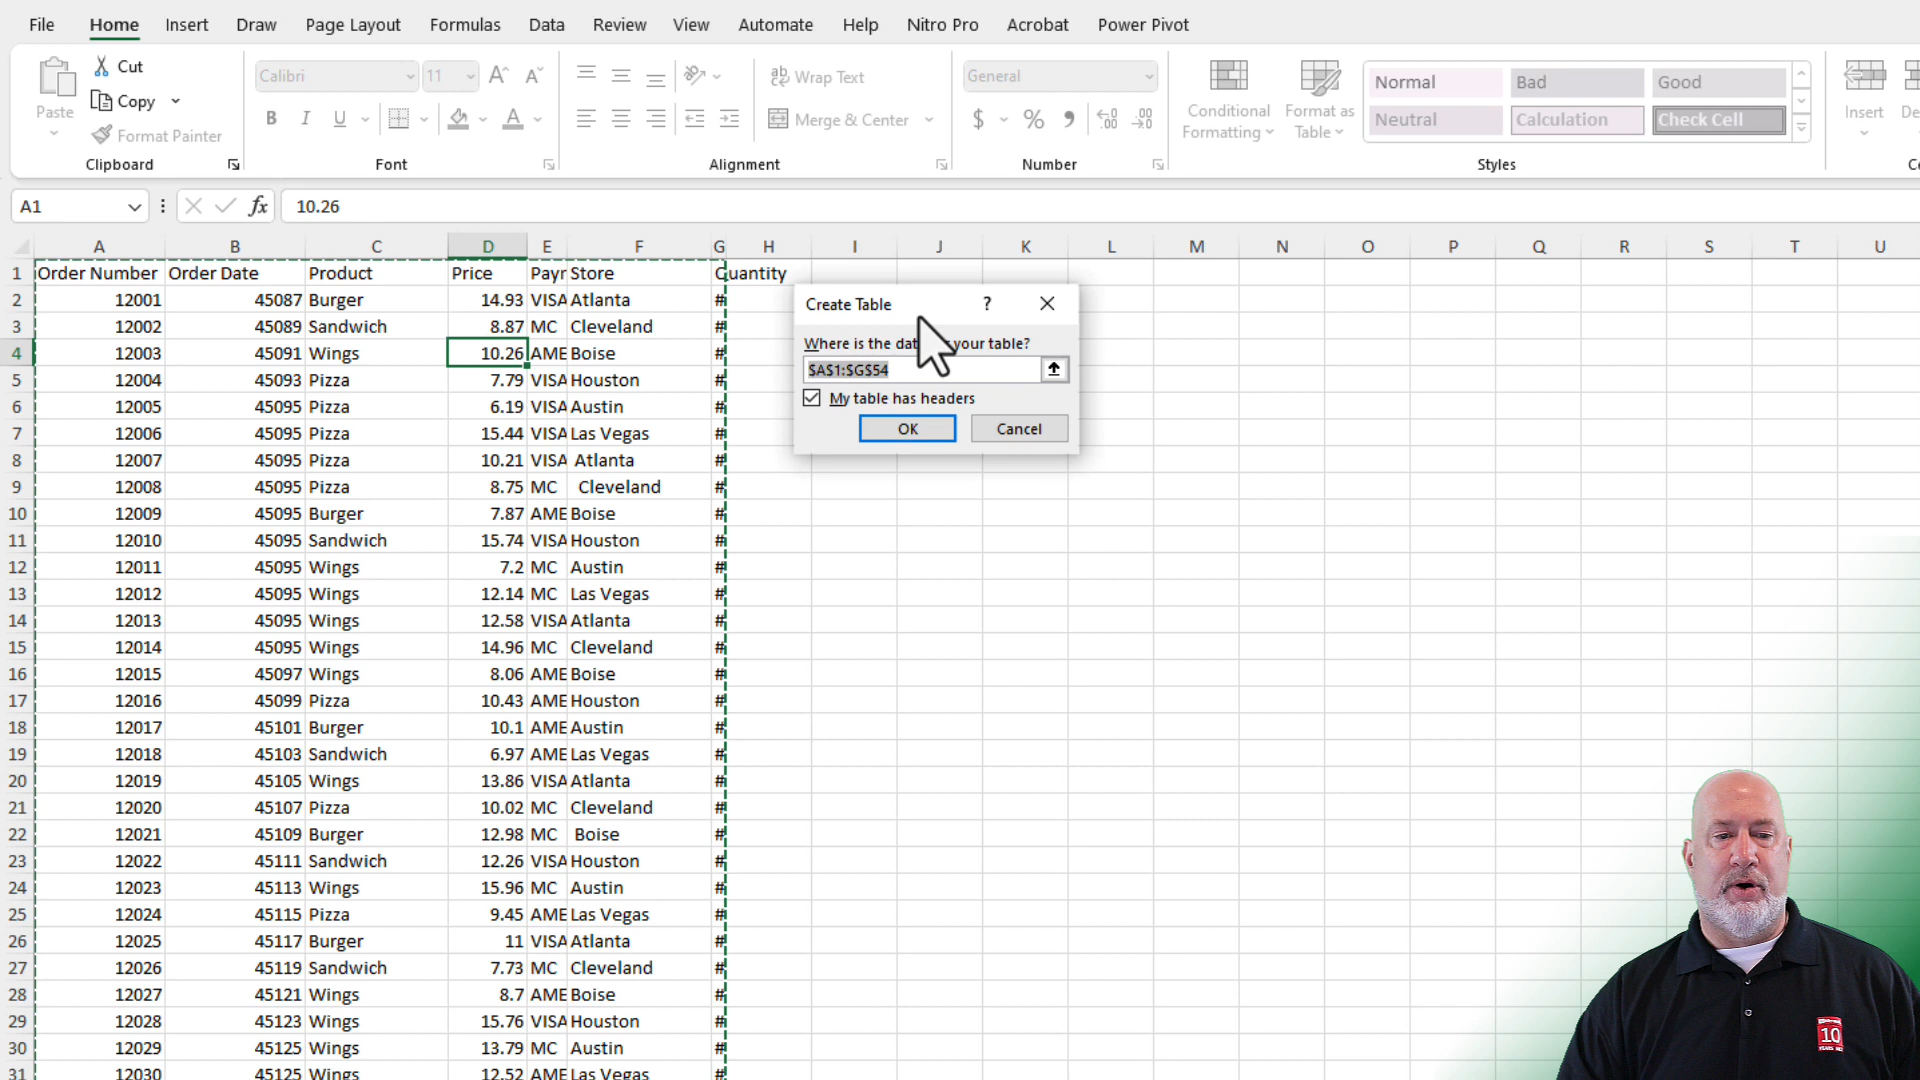 File Home Insert Draw Page Layout Formulas Data Review View Automate Help Nitro Pro Acrobat Power Pivot
Paste Cut Copy Format Painter Clipboard
Calibri 11 B I U Font
Wrap Text Merge & Center Alignment
General $ % 9 Number
Conditional Formatting Format as Table
Normal Bad Good
Neutral Calculation Check Cell
Styles
Insert
A1 fx 10.26
A B C D E F G H I J K L M N O P Q R S T U
1 Order Number Order Date Product Price Payr Store Quantity
2 12001 45087 Burger 14.93 VISA Atlanta #
3 12002 45089 Sandwich 8.87 MC Cleveland #
4 12003 45091 Wings 10.26 AME Boise #
5 12004 45093 Pizza 7.79 VISA Houston #
6 12005 45095 Pizza 6.19 VISA Austin #
7 12006 45095 Pizza 15.44 VISA Las Vegas #
8 12007 45095 Pizza 10.21 VISA Atlanta #
9 12008 45095 Pizza 8.75 MC Cleveland #
10 12009 45095 Burger 7.87 AME Boise #
11 12010 45095 Sandwich 15.74 VISA Houston #
12 12011 45095 Wings 7.2 MC Austin #
13 12012 45095 Wings 12.14 MC Las Vegas #
14 12013 45095 Wings 12.58 VISA Atlanta #
15 12014 45095 Wings 14.96 MC Cleveland #
16 12015 45097 Wings 8.06 AME Boise #
17 12016 45099 Pizza 10.43 AME Houston #
18 12017 45101 Burger 10.1 AME Austin #
19 12018 45103 Sandwich 6.97 AME Las Vegas #
20 12019 45105 Wings 13.86 VISA Atlanta #
21 12020 45107 Pizza 10.02 MC Cleveland #
22 12021 45109 Burger 12.98 MC Boise #
23 12022 45111 Sandwich 12.26 VISA Houston #
24 12023 45113 Wings 15.96 MC Austin #
25 12024 45115 Pizza 9.45 AME Las Vegas #
26 12025 45117 Burger 11 VISA Atlanta #
27 12026 45119 Sandwich 7.73 MC Cleveland #
28 12027 45121 Wings 8.7 AME Boise #
29 12028 45123 Wings 15.76 VISA Houston #
30 12029 45125 Wings 13.79 MC Austin #
31 12030 45125 Wings 12.52 AME Las Vegas #
Create Table ?
Where is the your table?
$A$1:$G$54
My table has headers
OK Cancel
10